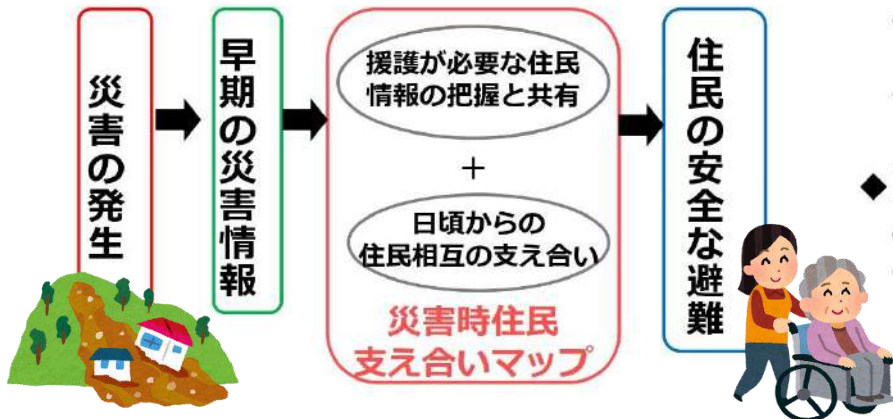 災害の発生
早期の災害情報
援護が必要な住民
情報の把握と共有
+
日頃からの
住民相互の支え合い
災害時住民
支え合いマップ
住民の安全な避難
◆